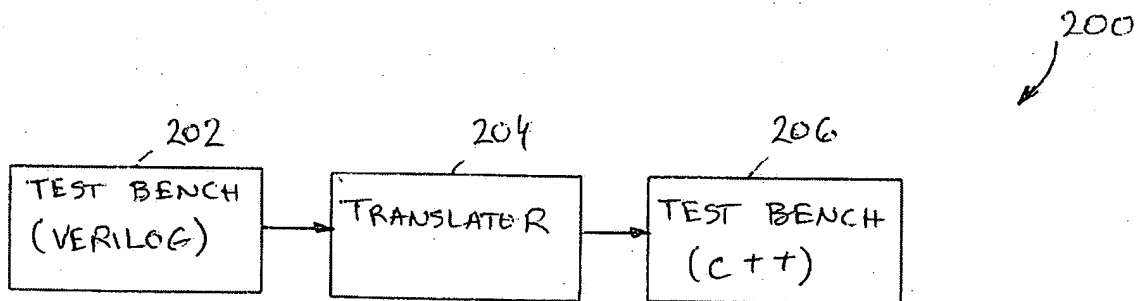 200
202
204
206
TEST BENCH
(VERILOG)
TRANSLATER
TEST BENCH
(C++)